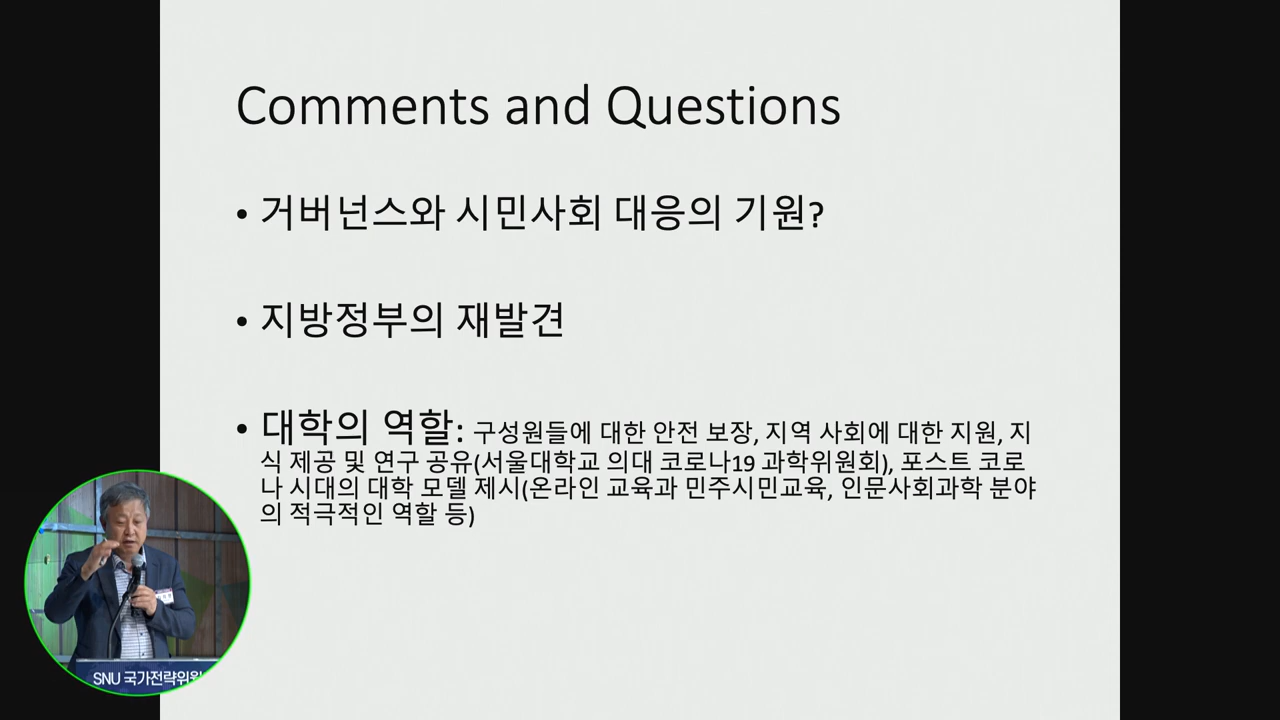 Comments and Questions
• 거버넌스와 시민사회 대응의 기원?
• 지방정부의 재발견
• 대학의 역할: 구성원들에 대한 안전 보장, 지역 사회에 대한 지원, 지
식 제공 및 연구 공유(서울대학교 의대 코로나19 과학위원회), 포스트 코로
나 시대의 대학 모델 제시(온라인 교육과 민주시민교육, 인문사회과학 분야
의 적극적인 역할 등)
SNU 국가전략위원